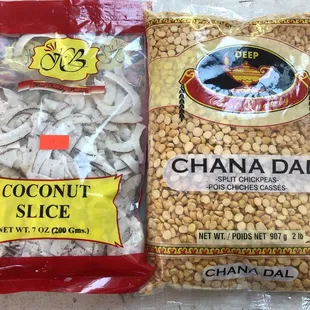 COCONUT
SLICE
NET WT. 7 OZ (200 Gms.)
DEEP
CHANA DAL
-SPLIT CHICKPEAS-
-POIS CHICHES CASSÉS-
NET WT. / POIDS NET 907 g 2 lb
CHANA DAL